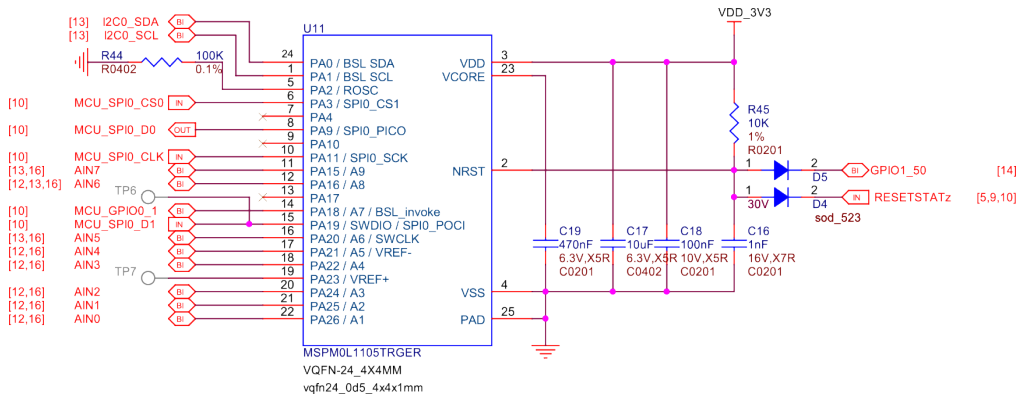 VDD_3V3
[13] I2C0_SDA BI
[13] I2C0_SCL BI
U11
R44 100K
R0402 0.1%
24 PA0 / BSL SDA
1 PA1 / BSL SCL
5 PA2 / ROSC
[10] MCU_SPI0_CS0 IN 6 PA3 / SPI0_CS1
7 PA4
[10] MCU_SPI0_D0 OUT 8 PA9 / SPI0_PICO
9 PA10
[10] MCU_SPI0_CLK IN 10 PA11 / SPI0_SCK
[13,16] AIN7 BI 11 PA15 / A9
[12,13,16] AIN6 BI 12 PA16 / A8
TP6 13 PA17
[10] MCU_GPIO0_1 BI 14 PA18 / A7 / BSL_invoke
[10] MCU_SPI0_D1 IN 15 PA19 / SWDIO / SPI0_POCI
[13,16] AIN5 BI 16 PA20 / A6 / SWCLK
[12,16] AIN4 BI 17 PA21 / A5 / VREF-
[12,16] AIN3 BI 18 PA22 / A4
TP7 19 PA23 / VREF+
[12,16] AIN2 BI 20 PA24 / A3
[12,16] AIN1 BI 21 PA25 / A2
[12,16] AIN0 BI 22 PA26 / A1
VDD 3
VCORE 23
NRST 2
VSS 4
PAD 25
MSPM0L1105TRGER
VQFN-24_4X4MM
vqfn24_0d5_4x4x1mm
R45
10K
1%
R0201
1 2 BI GPIO1_50 [14]
D5
1 2 IN RESETSTATz [5,9,10]
30V D4
sod_523
C19
470nF
6.3V,X5R
C0201
C17
10uF
6.3V,X5R
C0402
C18
100nF
10V,X5R
C0201
C16
1nF
16V,X7R
C0201